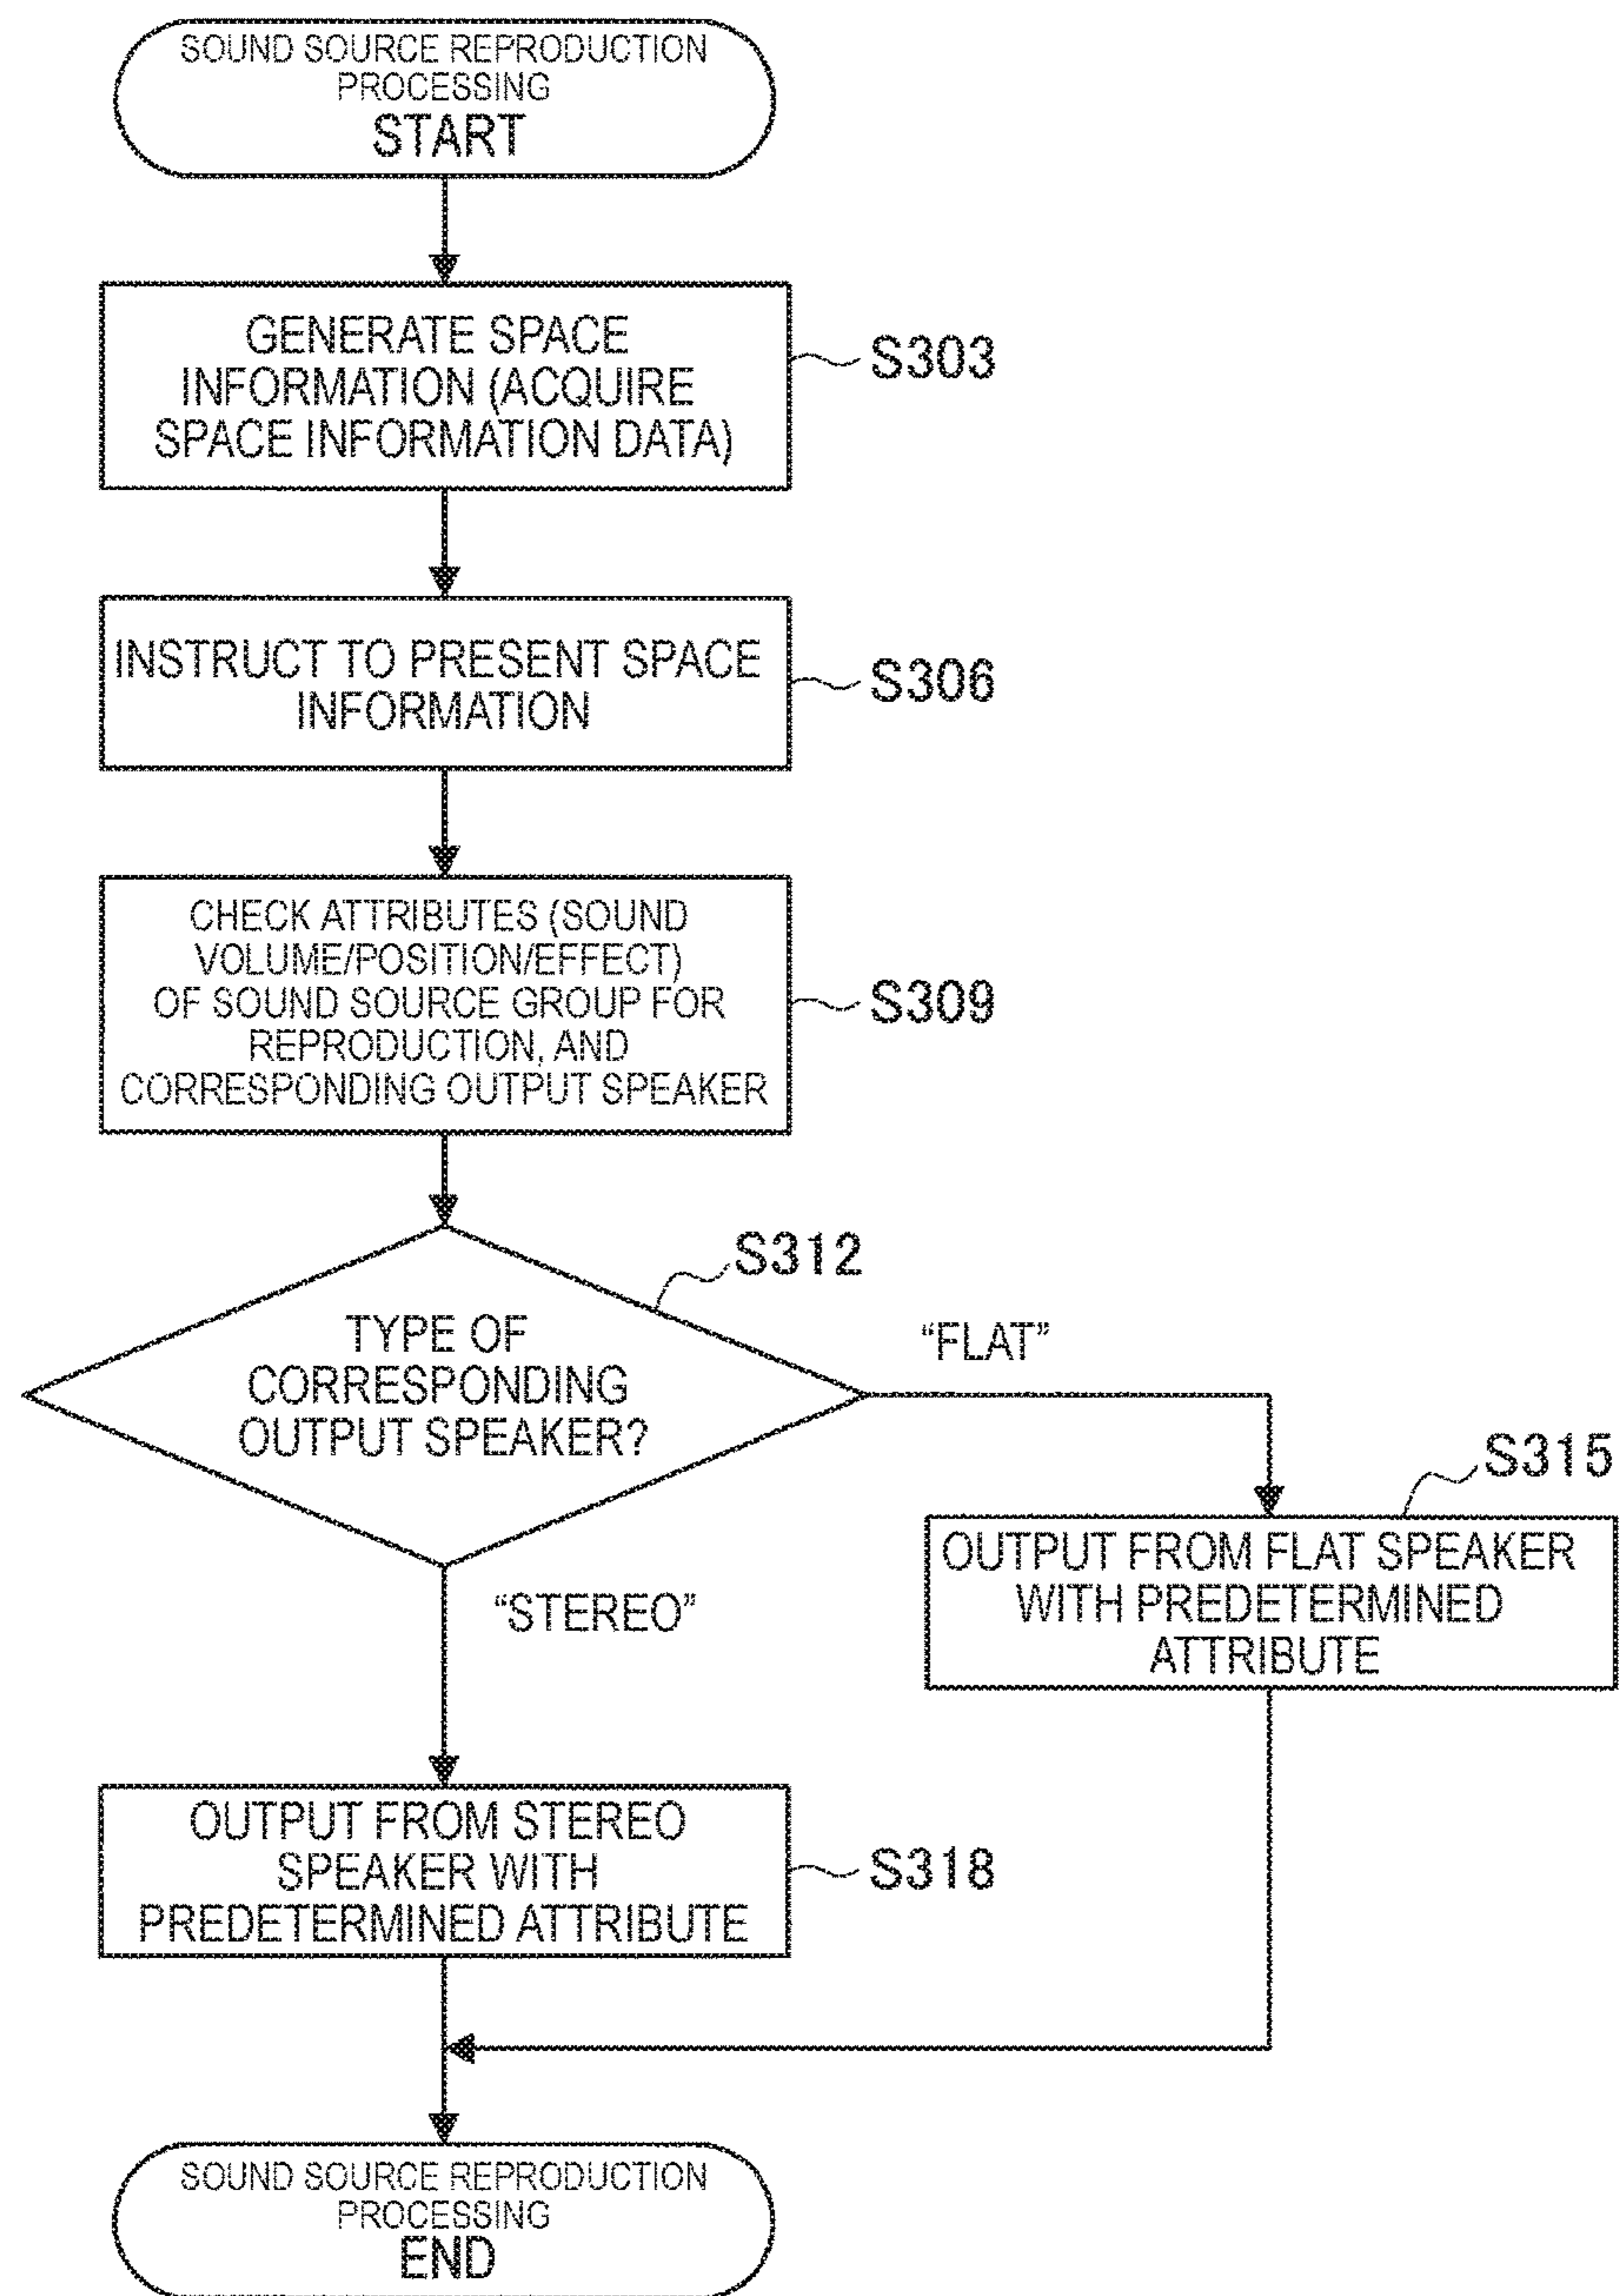 SOUND SOURCE REPRODUCTION
PROCESSING
START
GENERATE SPACE
INFORMATION (ACQUIRE
SPACE INFORMATION DATA)
S303
INSTRUCT TO PRESENT SPACE
INFORMATION
S306
CHECK ATTRIBUTES (SOUND
VOLUME/POSITION/EFFECT)
OF SOUND SOURCE GROUP FOR
REPRODUCTION, AND
CORRESPONDING OUTPUT SPEAKER
S309
S312
TYPE OF
CORRESPONDING
OUTPUT SPEAKER?
“FLAT”
S315
OUTPUT FROM FLAT SPEAKER
WITH PREDETERMINED
ATTRIBUTE
“STEREO”
OUTPUT FROM STEREO
SPEAKER WITH
PREDETERMINED ATTRIBUTE
S318
SOUND SOURCE REPRODUCTION
PROCESSING
END